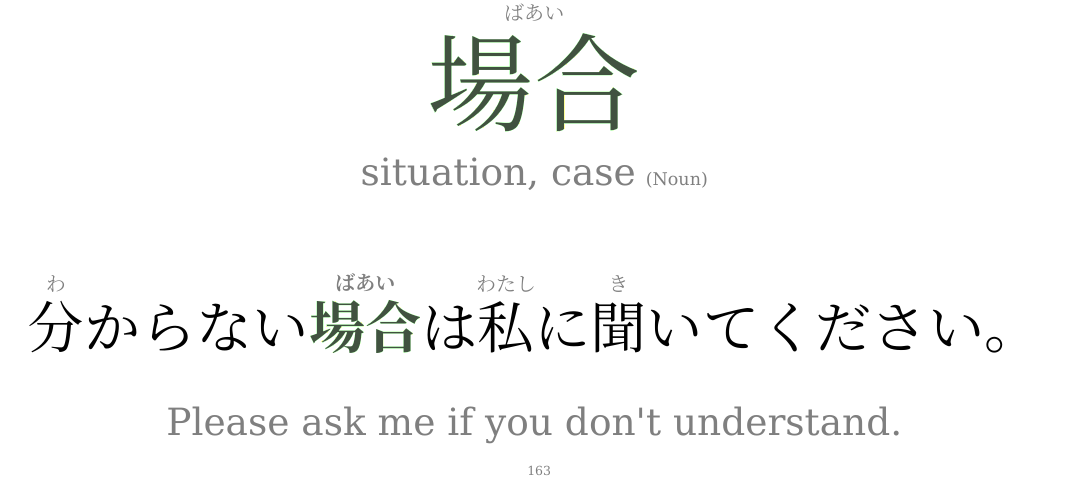 ばあい
場合
situation, case (Noun)
わ ばあい わたし き
分からない場合は私に聞いてください。
Please ask me if you don't understand.
163